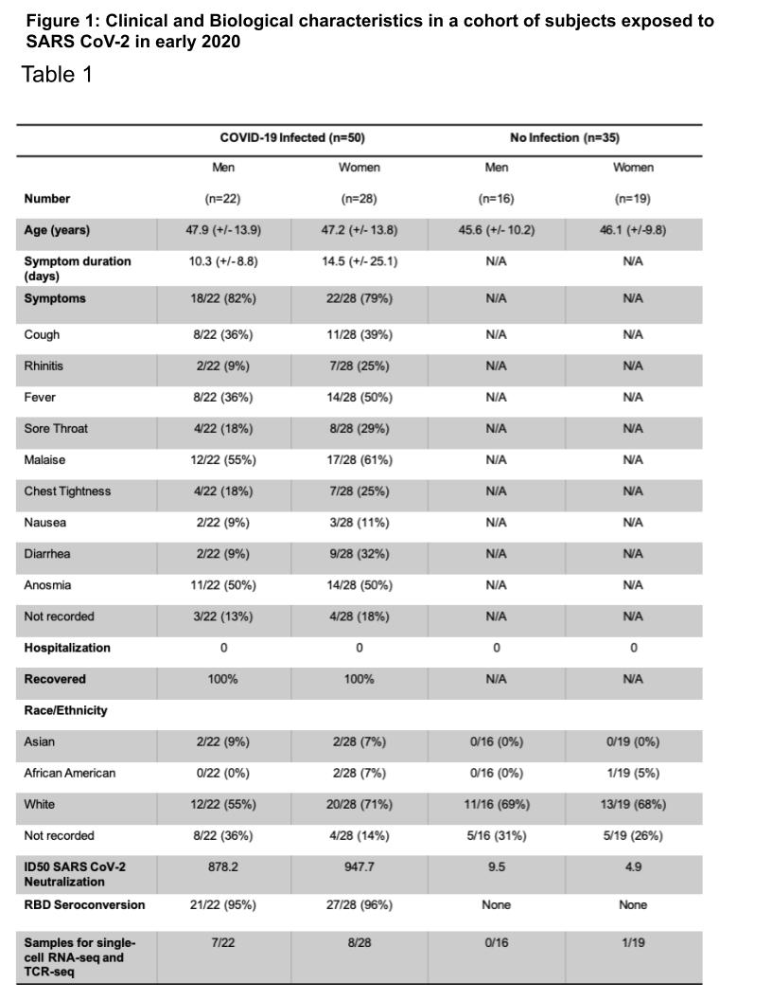 Figure 1: Clinical and Biological characteristics in a cohort of subjects exposed to
SARS CoV-2 in early 2020
Table 1
COVID-19 Infected (n=50) No Infection (n=35)
Men Women Men Women
Number (n=22) (n=28) (n=16) (n=19)
Age (years) 47.9 (+/- 13.9) 47.2 (+/- 13.8) 45.6 (+/- 10.2) 46.1 (+/-9.8)
Symptom duration
(days) 10.3 (+/-8.8) 14.5 (+/- 25.1) N/A N/A
Symptoms 18/22 (82%) 22/28 (79%) N/A N/A
Cough 8/22 (36%) 11/28 (39%) N/A N/A
Rhinitis 2/22 (9%) 7/28 (25%) N/A N/A
Fever 8/22 (36%) 14/28 (50%) N/A N/A
Sore Throat 4/22 (18%) 8/28 (29%) N/A N/A
Malaise 12/22 (55%) 17/28 (61%) N/A N/A
Chest Tightness 4/22 (18%) 7/28 (25%) N/A N/A
Nausea 2/22 (9%) 3/28 (11%) N/A N/A
Diarrhea 2/22 (9%) 9/28 (32%) N/A N/A
Anosmia 11/22 (50%) 14/28 (50%) N/A N/A
Not recorded 3/22 (13%) 4/28 (18%) N/A N/A
Hospitalization 0 0 0 0
Recovered 100% 100% N/A N/A
Race/Ethnicity
Asian 2/22 (9%) 2/28 (7%) 0/16 (0%) 0/19 (0%)
African American 0/22 (0%) 2/28 (7%) 0/16 (0%) 1/19 (5%)
White 12/22 (55%) 20/28 (71%) 11/16 (69%) 13/19 (68%)
Not recorded 8/22 (36%) 4/28 (14%) 5/16 (31%) 5/19 (26%)
ID50 SARS CoV-2
Neutralization 878.2 947.7 9.5 4.9
RBD Seroconversion 21/22 (95%) 27/28 (96%) None None
Samples for single-
cell RNA-seq and
TCR-seq 7/22 8/28 0/16 1/19